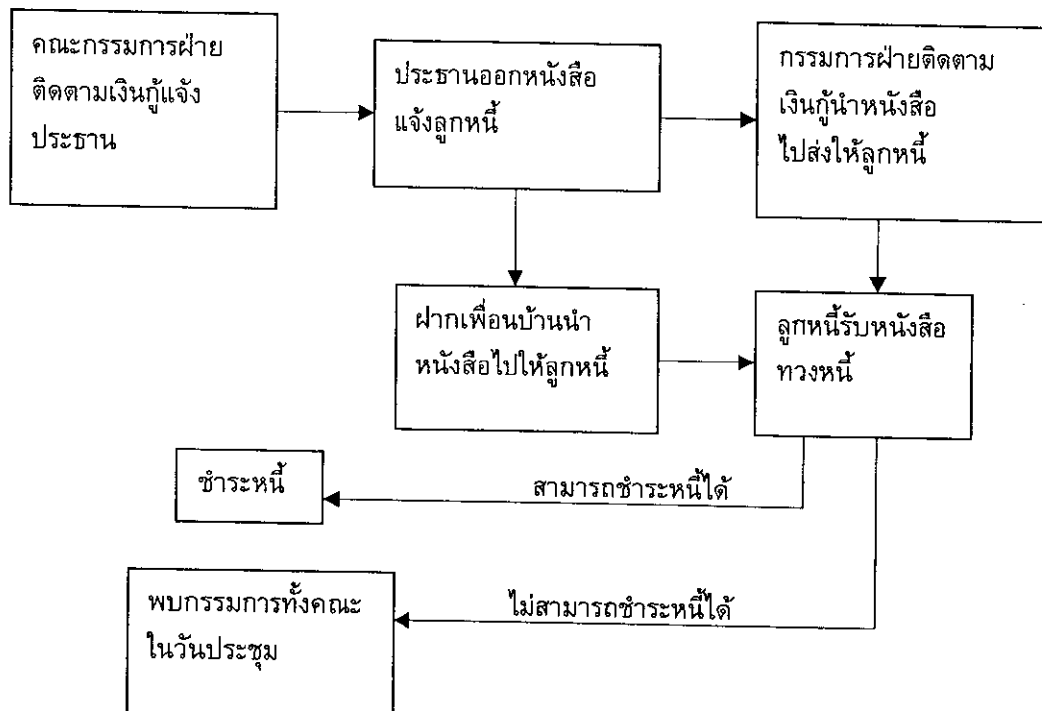 คณะกรรมการฝ่าย
ติดตามเงินกู้แจ้ง
ประธาน
ประธานออกหนังสือ
แจ้งลูกหนี้
กรรมการฝ่ายติดตาม
เงินกู้นำหนังสือ
ไปส่งให้ลูกหนี้
ฝากเพื่อนบ้านนำ
หนังสือไปให้ลูกหนี้
ลูกหนี้รับหนังสือ
ทวงหนี้
ชำระหนี้
สามารถชำระหนี้ได้
พบกรรมการทั้งคณะ
ในวันประชุม
ไม่สามารถชำระหนี้ได้